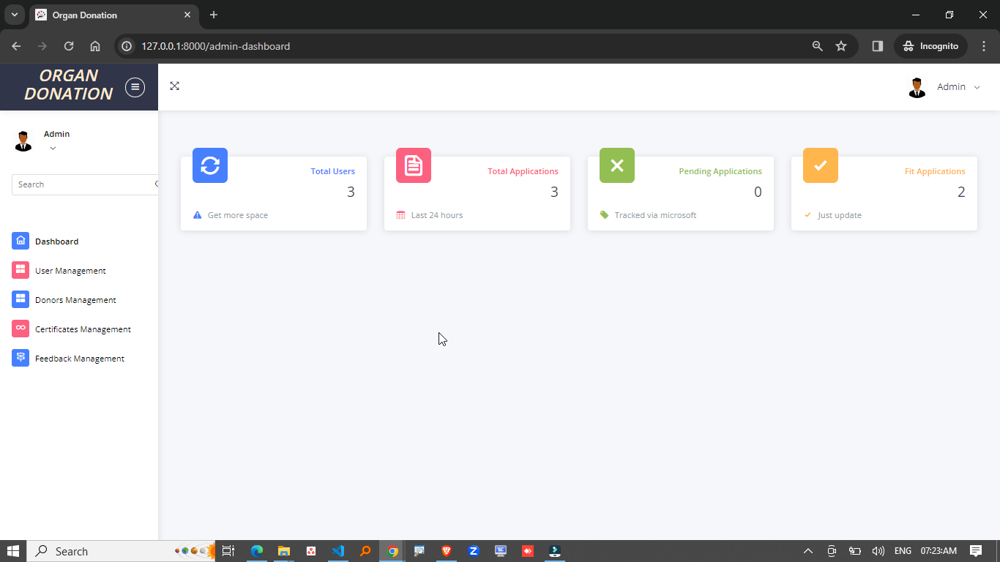 Organ Donation
127.0.0.1:8000/admin-dashboard
Incognito
ORGAN
DONATION
Admin
Admin
Search
Dashboard
User Management
Donors Management
Certificates Management
Feedback Management
Total Users
3
Get more space
Total Applications
3
Last 24 hours
Pending Applications
0
Tracked via microsoft
Fit Applications
2
Just update
Search
ENG
07:23:AM